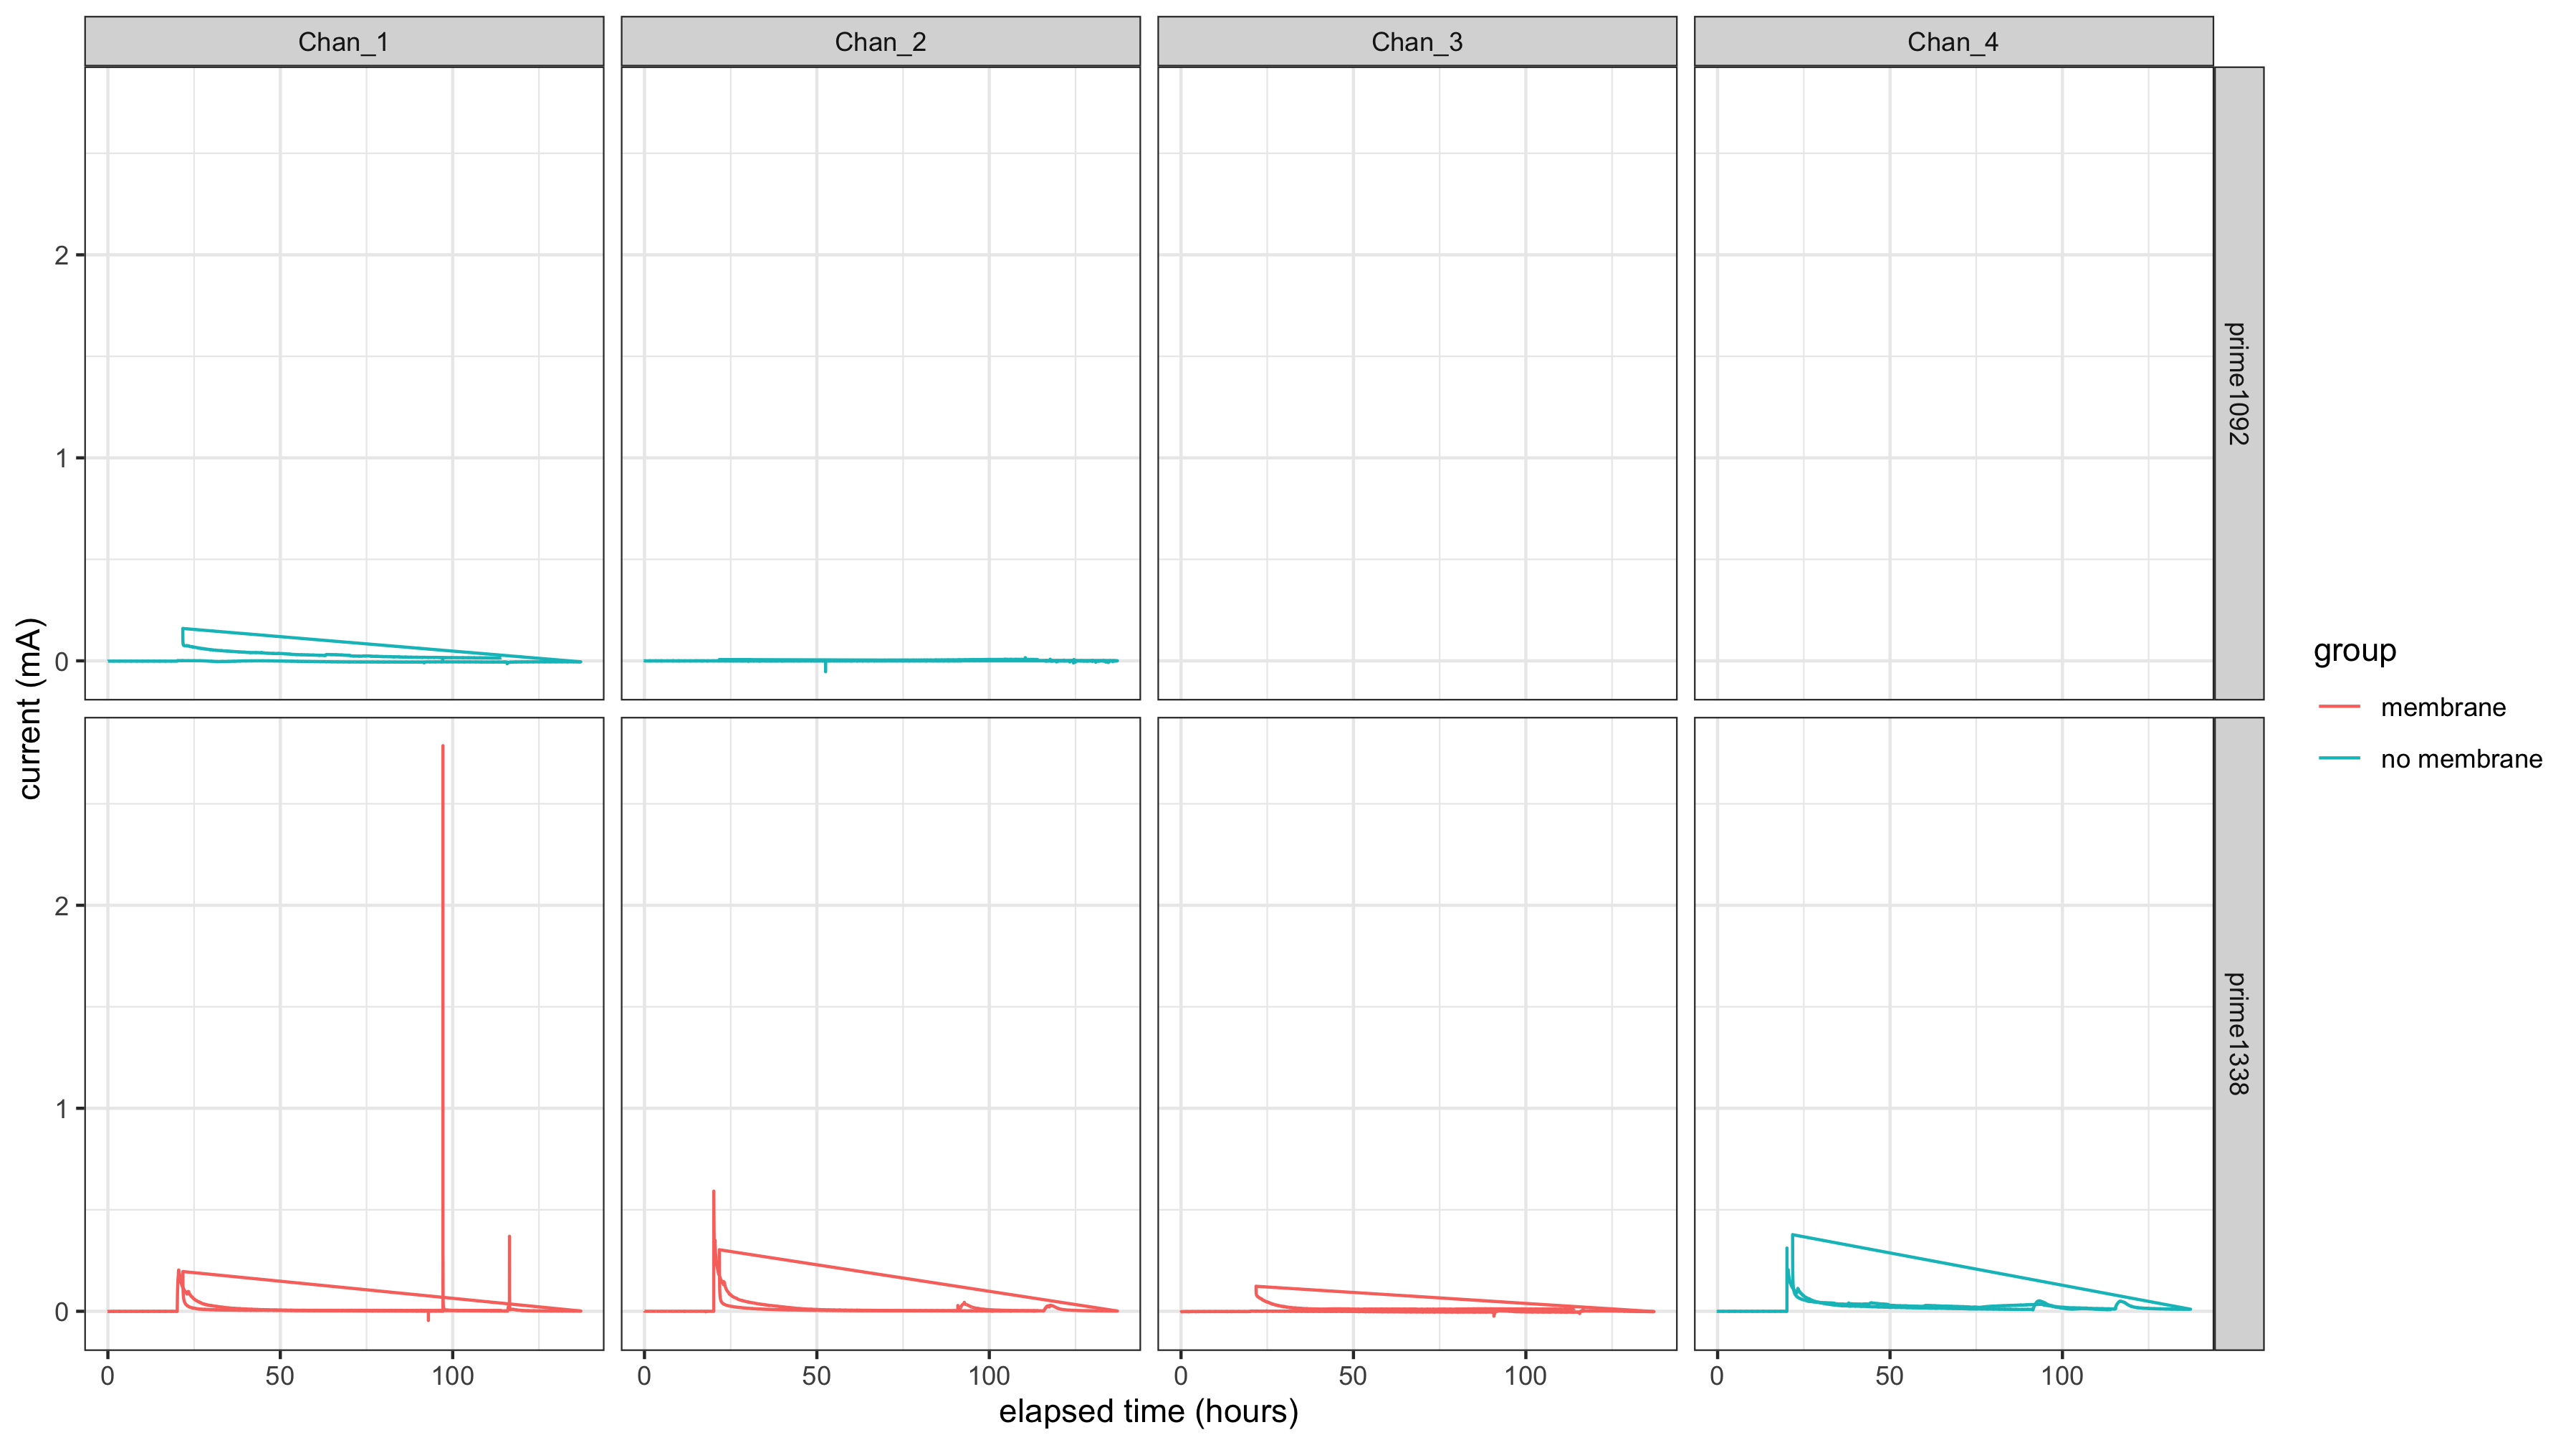 Chan_1
Chan_2
Chan_3
Chan_4
prime1092
prime1338
2
1
0
2
1
0
current (mA)
0 50 100
0 50 100
0 50 100
0 50 100
elapsed time (hours)
group
membrane
no membrane